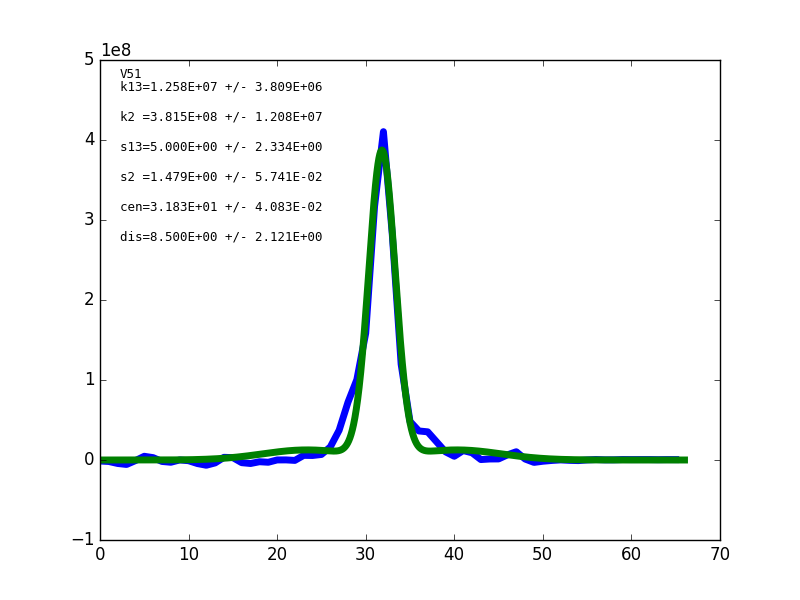 1e8
V51
k13=1.258E+07 +/- 3.809E+06
k2 =3.815E+08 +/- 1.208E+07
s13=5.000E+00 +/- 2.334E+00
s2 =1.479E+00 +/- 5.741E-02
cen=3.183E+01 +/- 4.083E-02
dis=8.500E+00 +/- 2.121E+00
5
4
3
2
1
0
−1
0 10 20 30 40 50 60 70